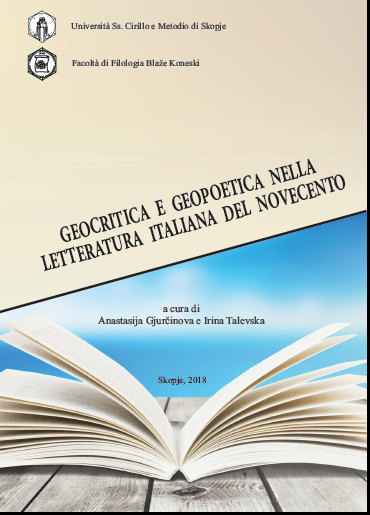 Università Ss. Cirillo e Metodio di Skopje
Facoltà di Filologia Blaže Koneski
GEOCRITICA E GEOPOETICA NELLA
LETTERATURA ITALIANA DEL NOVECENTO
a cura di
Anastasija Gjurčinova e Irina Talevska
Skopje, 2018